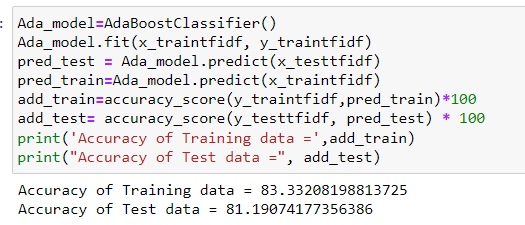 : Ada_model=AdaBoostClassifier()
Ada_model.fit(x_traintfidf, y_traintfidf)
pred_test = Ada_model.predict(x_testtfidf)
pred_train=Ada_model.predict(x_traintfidf)
add_train=accuracy_score(y_traintfidf,pred_train)*100
add_test= accuracy_score(y_testtfidf, pred_test) * 100
print('Accuracy of Training data =',add_train)
print("Accuracy of Test data =", add_test)
Accuracy of Training data = 83.33208198813725
Accuracy of Test data = 81.19074177356386